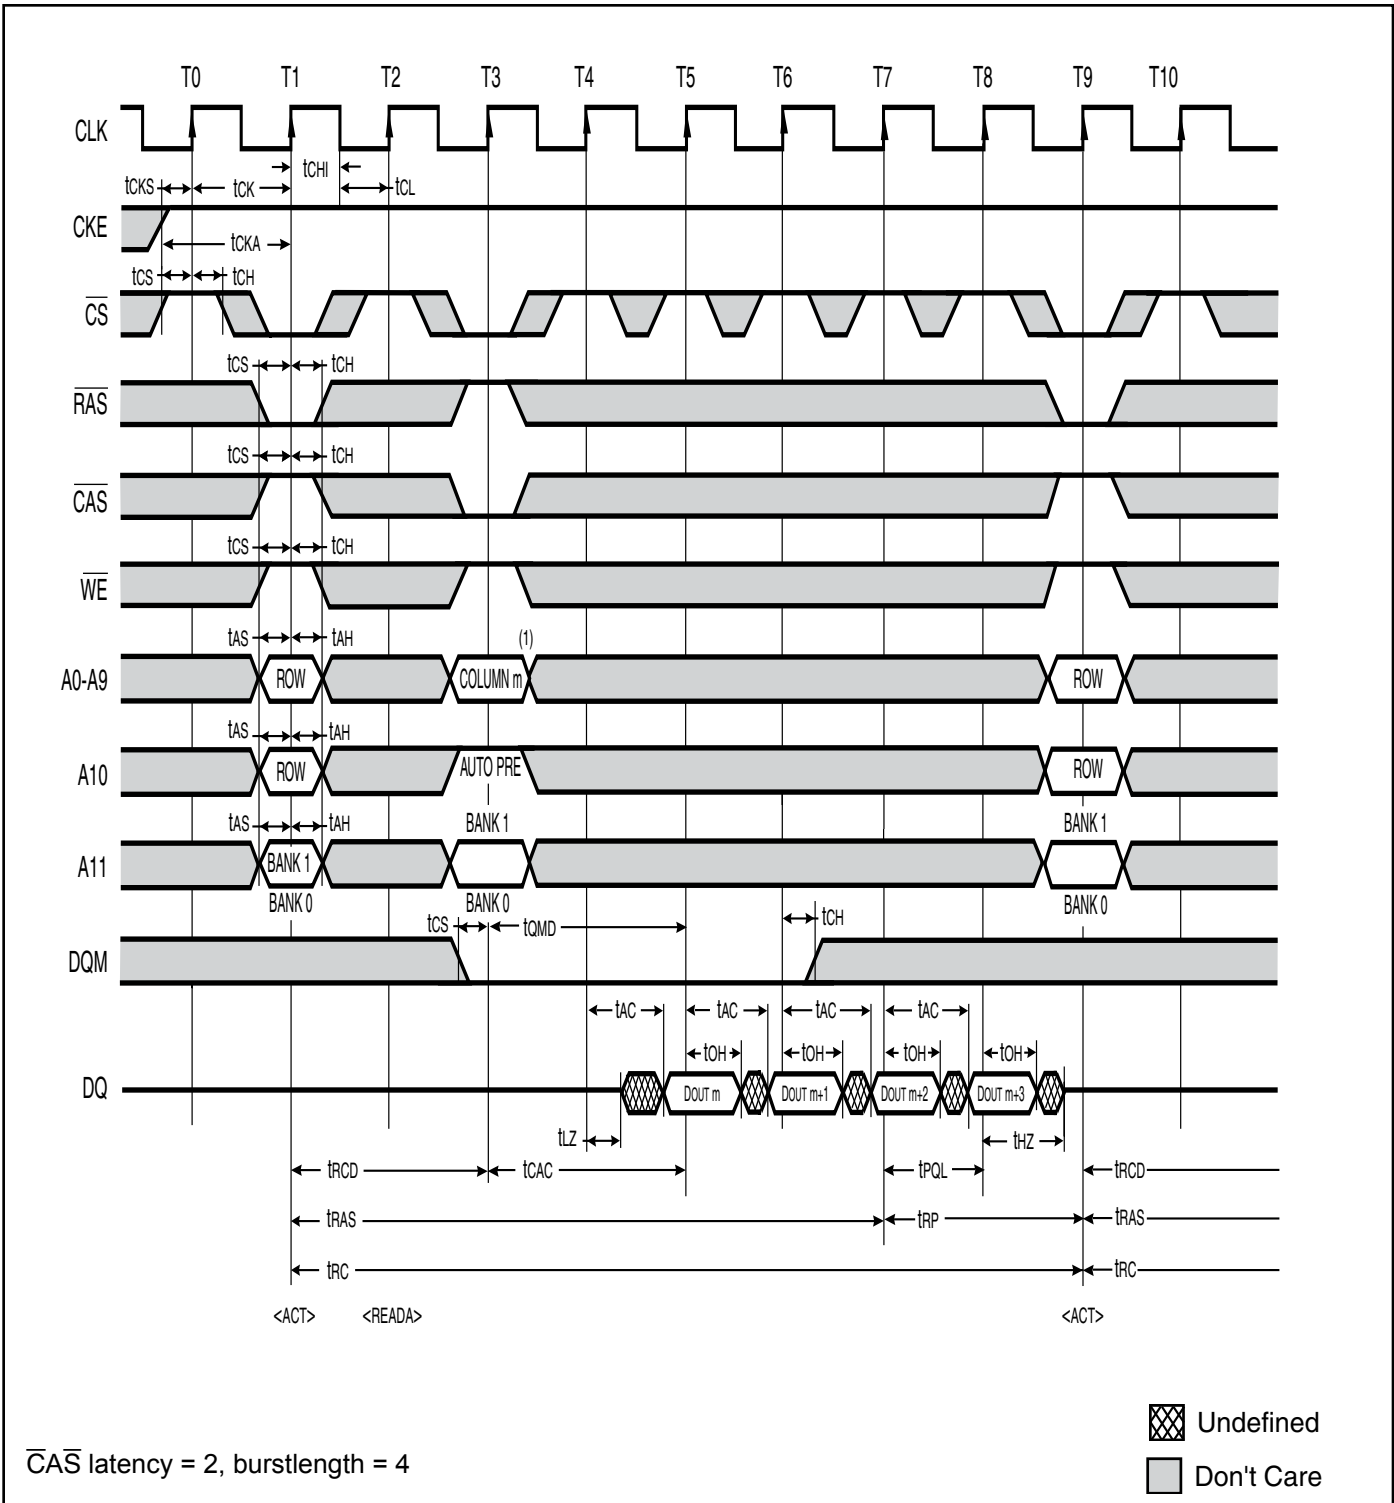 T0 T1 T2 T3 T4 T5 T6 T7 T8 T9 T10
CLK
tCHI
tCKS tCK tCL
CKE
tCKA
tCS tCH
CS
tCS tCH
RAS
tCS tCH
CAS
tCS tCH
WE
tAS tAH (1)
A0-A9 ROW COLUMN m ROW
tAS tAH
A10 ROW AUTO PRE ROW
tAS tAH BANK 1 BANK 1
A11 BANK 1
BANK 0 BANK 0 BANK 0
tCS tQMD tCH
DQM
tAC tAC tAC tAC
tOH tOH tOH tOH
DQ DOUT m DOUT m+1 DOUT m+2 DOUT m+3
tLZ tHZ
tRCD tCAC tPQL tRCD
tRAS tRP tRAS
tRC tRC
<ACT> <READA> <ACT>
Undefined
CAS latency = 2, burstlength = 4
Don't Care